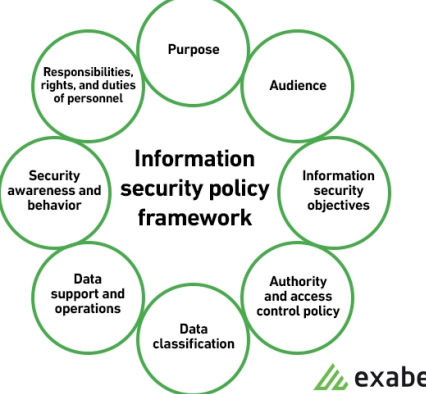 Purpose
Audience
Information
security
objectives
Authority
and access
control policy
Data
classification
Data
support and
operations
Security
awareness and
behavior
Responsibilities,
rights, and duties
of personnel
Information
security policy
framework
exabe